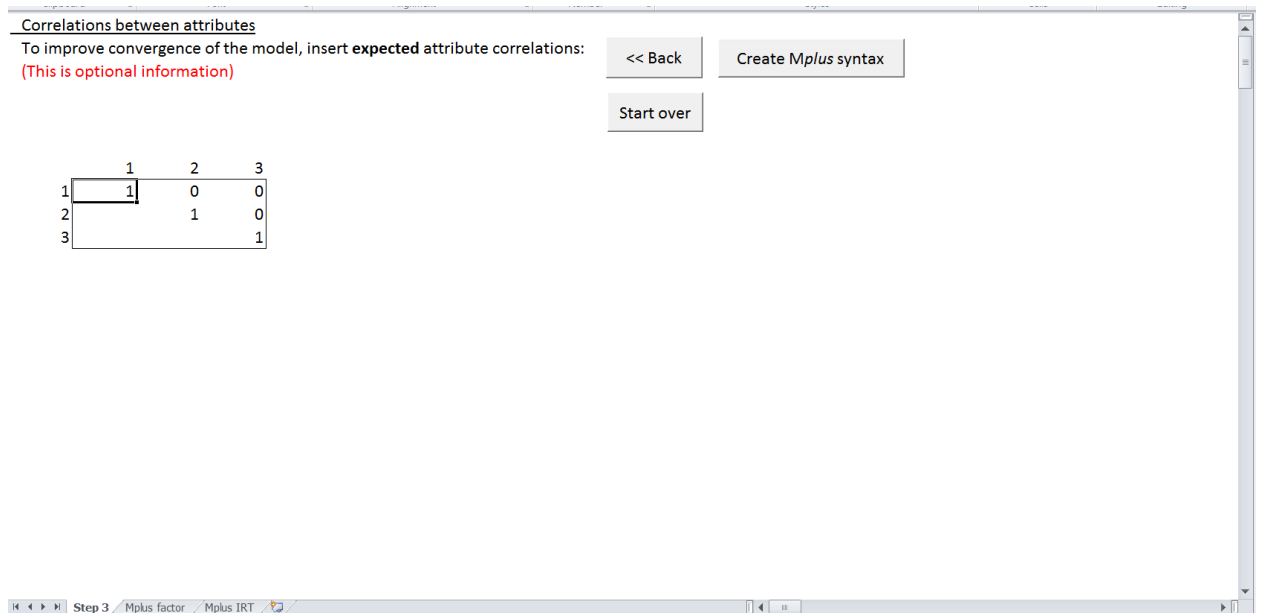 Correlations between attributes
To improve convergence of the model, insert expected attribute correlations:
(This is optional information)
<< Back
Create Mplus syntax
Start over
1 2 3
1 1 0 0
2 1 0
3 1
Step 3 Mplus factor Mplus IRT